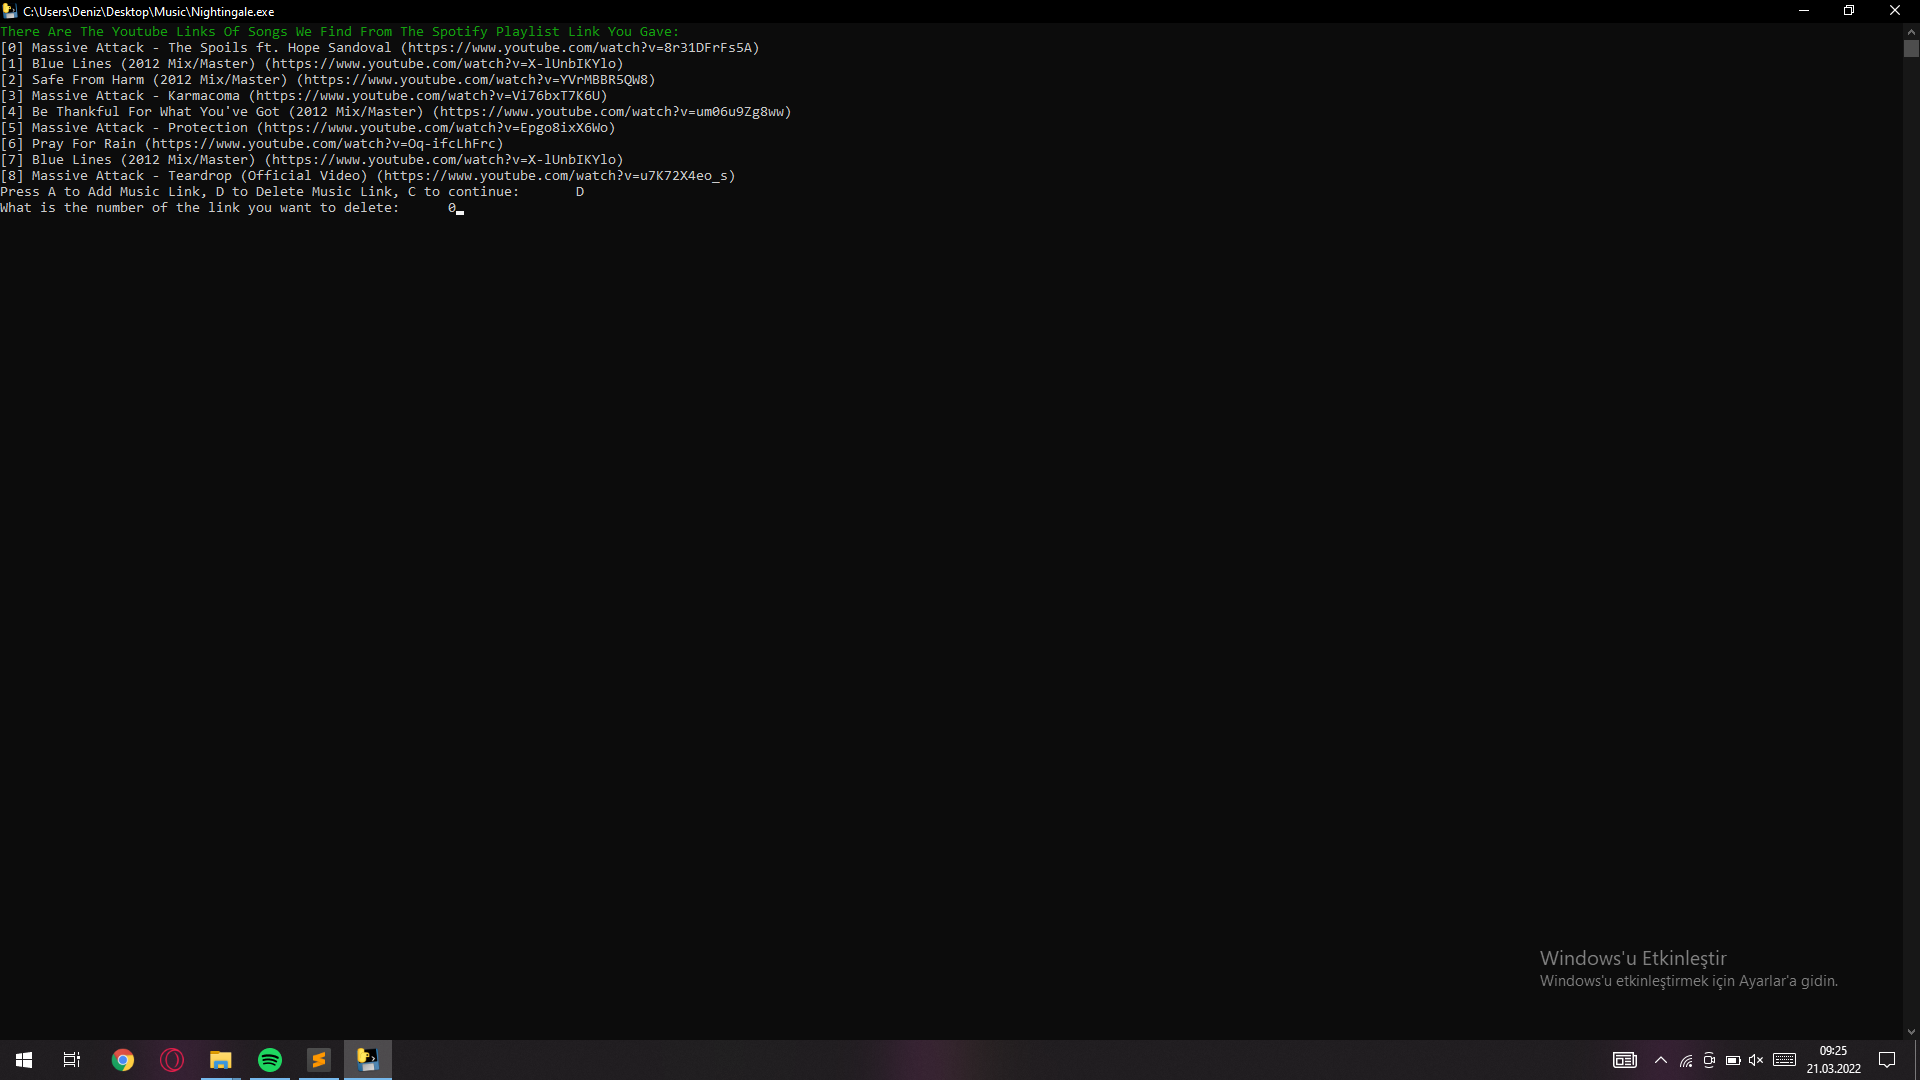 C:\Users\Deniz\Desktop\Music\Nightingale.exe
There Are The Youtube Links Of Songs We Find From The Spotify Playlist Link You Gave:
[0] Massive Attack - The Spoils ft. Hope Sandoval (https://www.youtube.com/watch?v=8r31DFrFs5A)
[1] Blue Lines (2012 Mix/Master) (https://www.youtube.com/watch?v=X-lUnbIKYlo)
[2] Safe From Harm (2012 Mix/Master) (https://www.youtube.com/watch?v=YVrMBBR5QW8)
[3] Massive Attack - Karmacoma (https://www.youtube.com/watch?v=Vi76bxT7K6U)
[4] Be Thankful For What You've Got (2012 Mix/Master) (https://www.youtube.com/watch?v=um06u9Zg8ww)
[5] Massive Attack - Protection (https://www.youtube.com/watch?v=Epgo8ixX6Wo)
[6] Pray For Rain (https://www.youtube.com/watch?v=Oq-ifcLhFrc)
[7] Blue Lines (2012 Mix/Master) (https://www.youtube.com/watch?v=X-lUnbIKYlo)
[8] Massive Attack - Teardrop (Official Video) (https://www.youtube.com/watch?v=u7K72X4eo_s)
Press A to Add Music Link, D to Delete Music Link, C to continue: D
What is the number of the link you want to delete: 0
Windows'u Etkinleştir
Windows'u etkinleştirmek için Ayarlar'a gidin.
09:25
21.03.2022